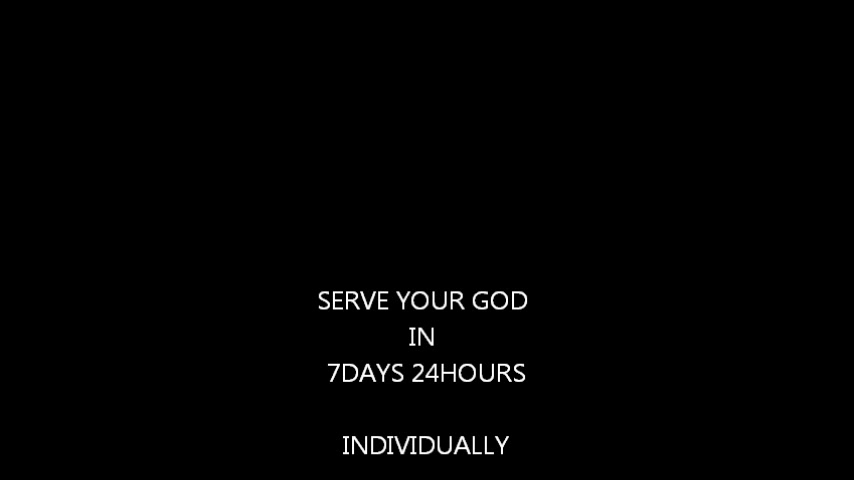 SERVE YOUR GOD
IN
7DAYS 24HOURS
INDIVIDUALLY